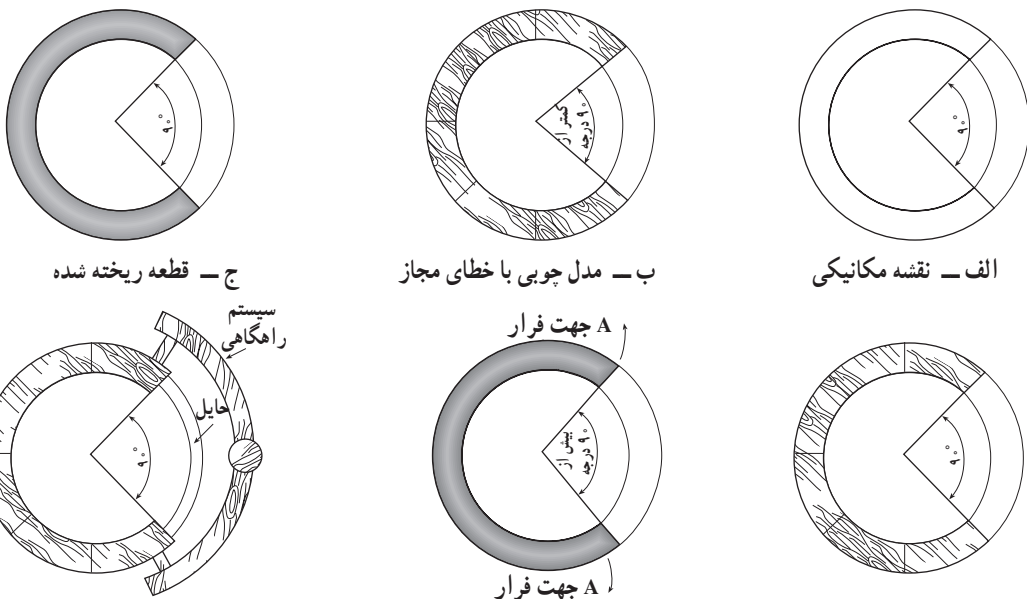 ۹۰°
کمتر از
۹۰ درجه
۹۰°
الف ــ نقشه مکانیکی
ب ــ مدل چوبی با خطای مجاز
ج ــ قطعه ریخته شده
۹۰°
A جهت فرار
بیش از
۹۰ درجه
A جهت فرار
سیستم
راهگاهی
حایل
۹۰°